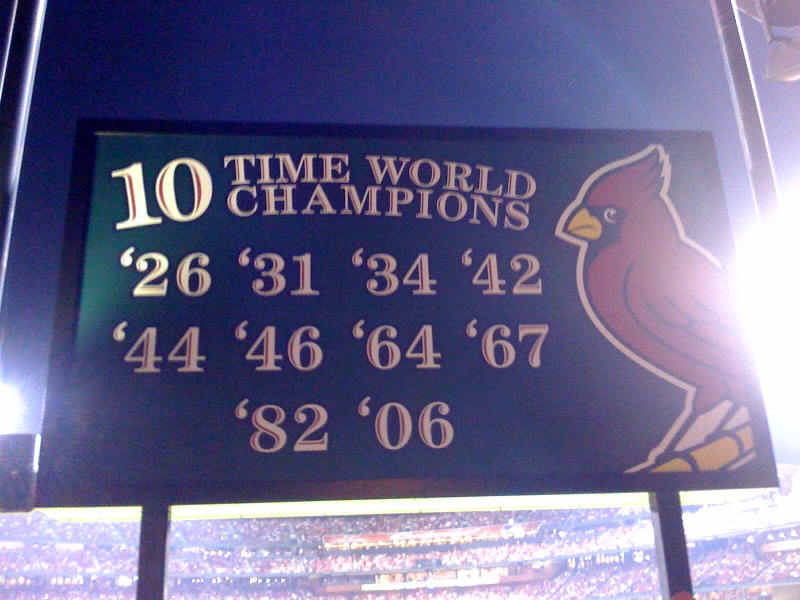 10 TIME WORLD
CHAMPIONS
‘26 ‘31 ‘34 ‘42
‘44 ‘46 ‘64 ‘67
‘82 ‘06